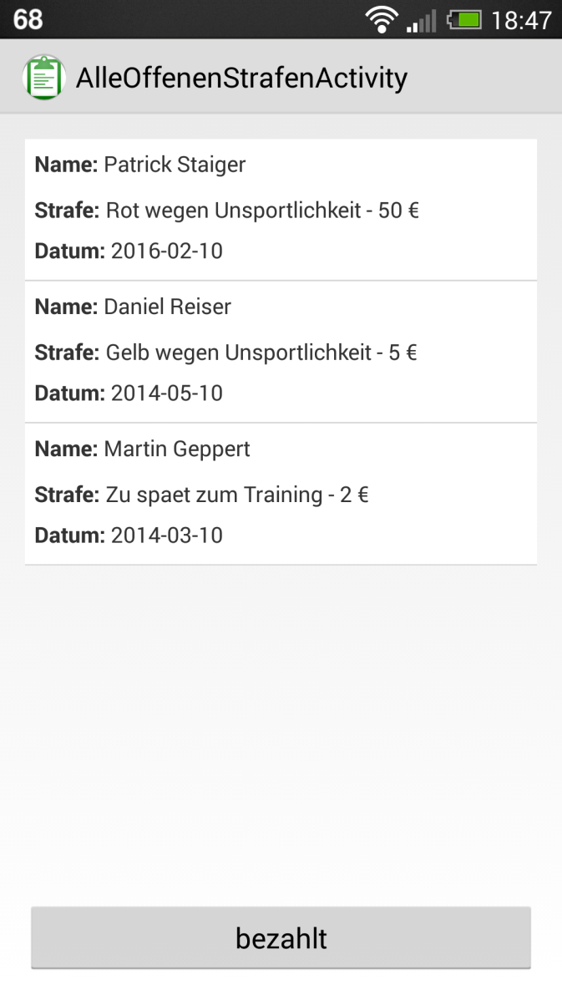 68 18:47
AlleOffenenStrafenActivity
Name: Patrick Staiger
Strafe: Rot wegen Unsportlichkeit - 50 €
Datum: 2016-02-10
Name: Daniel Reiser
Strafe: Gelb wegen Unsportlichkeit - 5 €
Datum: 2014-05-10
Name: Martin Geppert
Strafe: Zu spaet zum Training - 2 €
Datum: 2014-03-10
bezahlt